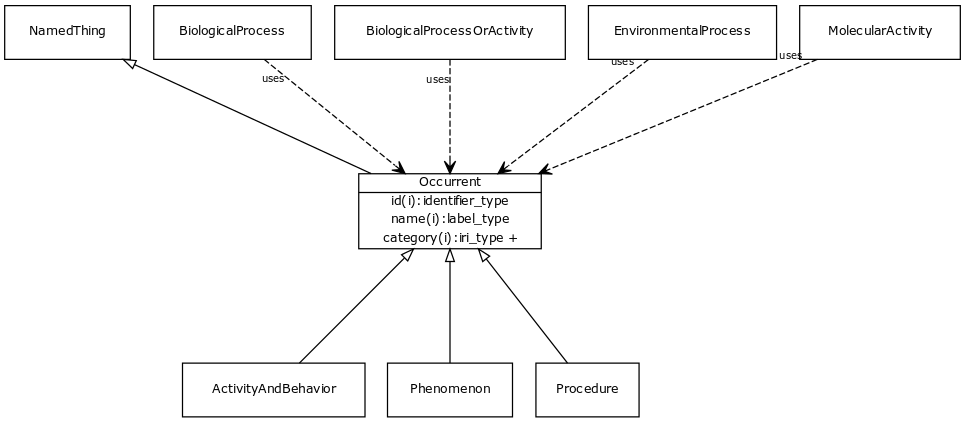 NamedThing
BiologicalProcess
BiologicalProcessOrActivity
EnvironmentalProcess
MolecularActivity
uses
uses
uses
uses
Occurrent
id(i):identifier_type
name(i):label_type
category(i):iri_type +
ActivityAndBehavior
Phenomenon
Procedure